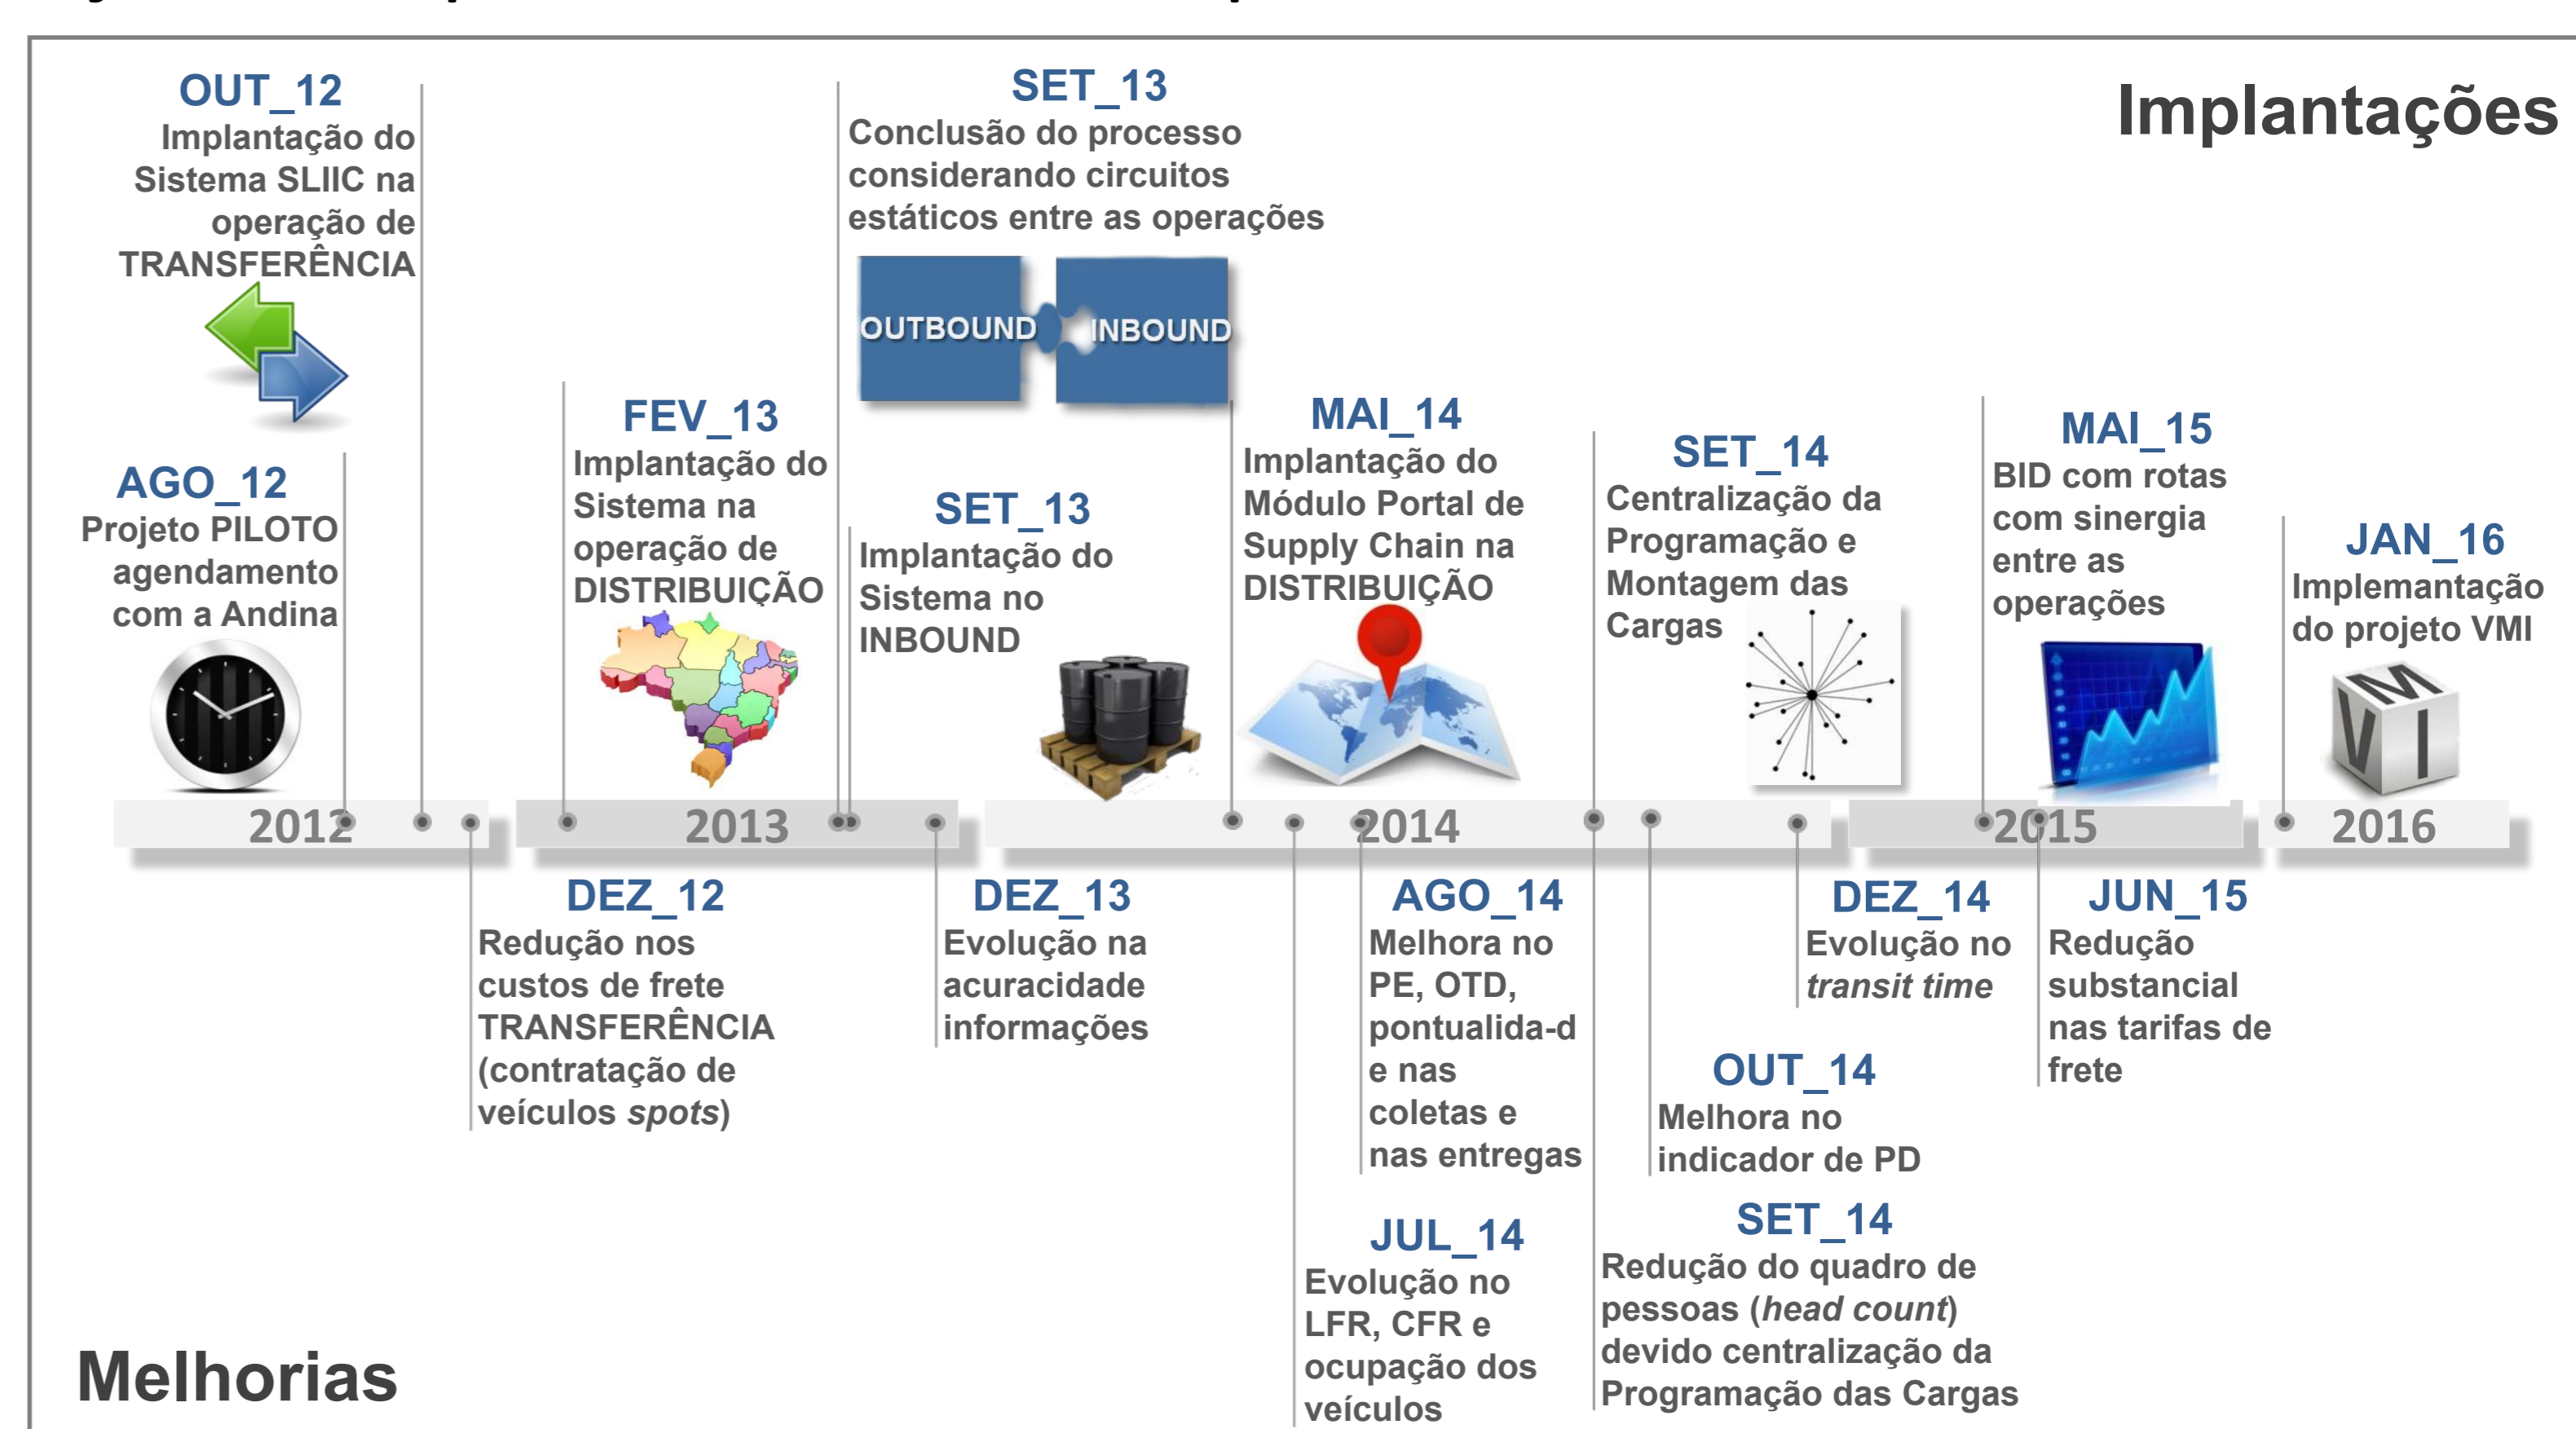 OUT_12
Implantação do
Sistema SLIIC na
operação de
TRANSFERÊNCIA
SET_13
Conclusão do processo
considerando circuitos
estáticos entre as operações
OUTBOUND
INBOUND
Implantações
AGO_12
Projeto PILOTO
agendamento
com a Andina
FEV_13
Implantação do
Sistema na
operação de
DISTRIBUIÇÃO
SET_13
Implantação do
Sistema no
INBOUND
MAI_14
Implantação do
Módulo Portal de
Supply Chain na
DISTRIBUIÇÃO
SET_14
Centralização da
Programação e
Montagem das
Cargas
MAI_15
BID com rotas
com sinergia
entre as
operações
JAN_16
Implemantação
do projeto VMI
V M I
2012
2013
2014
2015
2016
DEZ_12
Redução nos
custos de frete
TRANSFERÊNCIA
(contratação de
veículos spots)
DEZ_13
Evolução na
acuracidade
informações
JUL_14
Evolução no
LFR, CFR e
ocupação dos
veículos
AGO_14
Melhora no
PE, OTD,
pontualida-d
e nas
coletas e
nas entregas
SET_14
Redução do quadro de
pessoas (head count)
devido centralização da
Programação das Cargas
OUT_14
Melhora no
indicador de PD
DEZ_14
Evolução no
transit time
JUN_15
Redução
substancial
nas tarifas de
frete
Melhorias